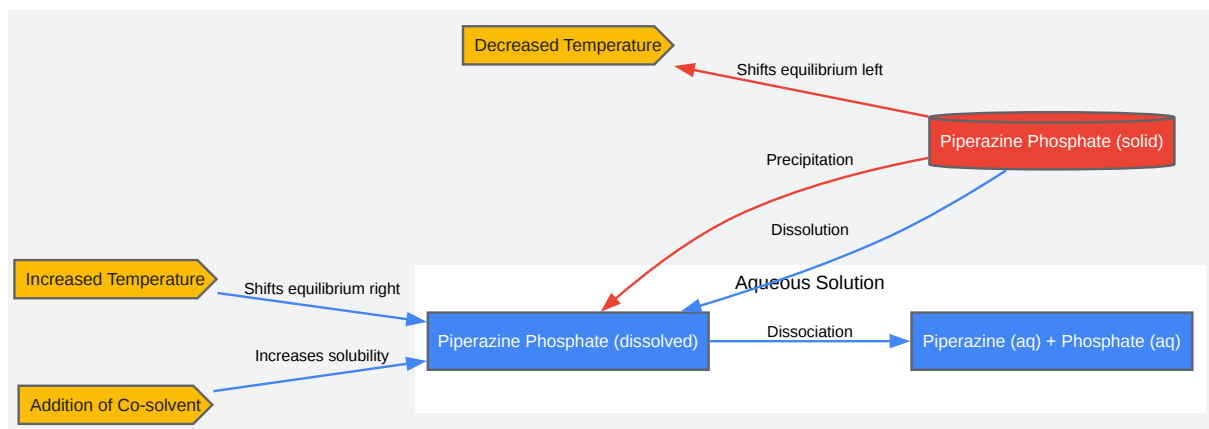 Decreased Temperature
Shifts equilibrium left
Piperazine Phosphate (solid)
Precipitation
Dissolution
Increased Temperature
Shifts equilibrium right
Aqueous Solution
Piperazine Phosphate (dissolved)
Dissociation
Piperazine (aq) + Phosphate (aq)
Increases solubility
Addition of Co-solvent